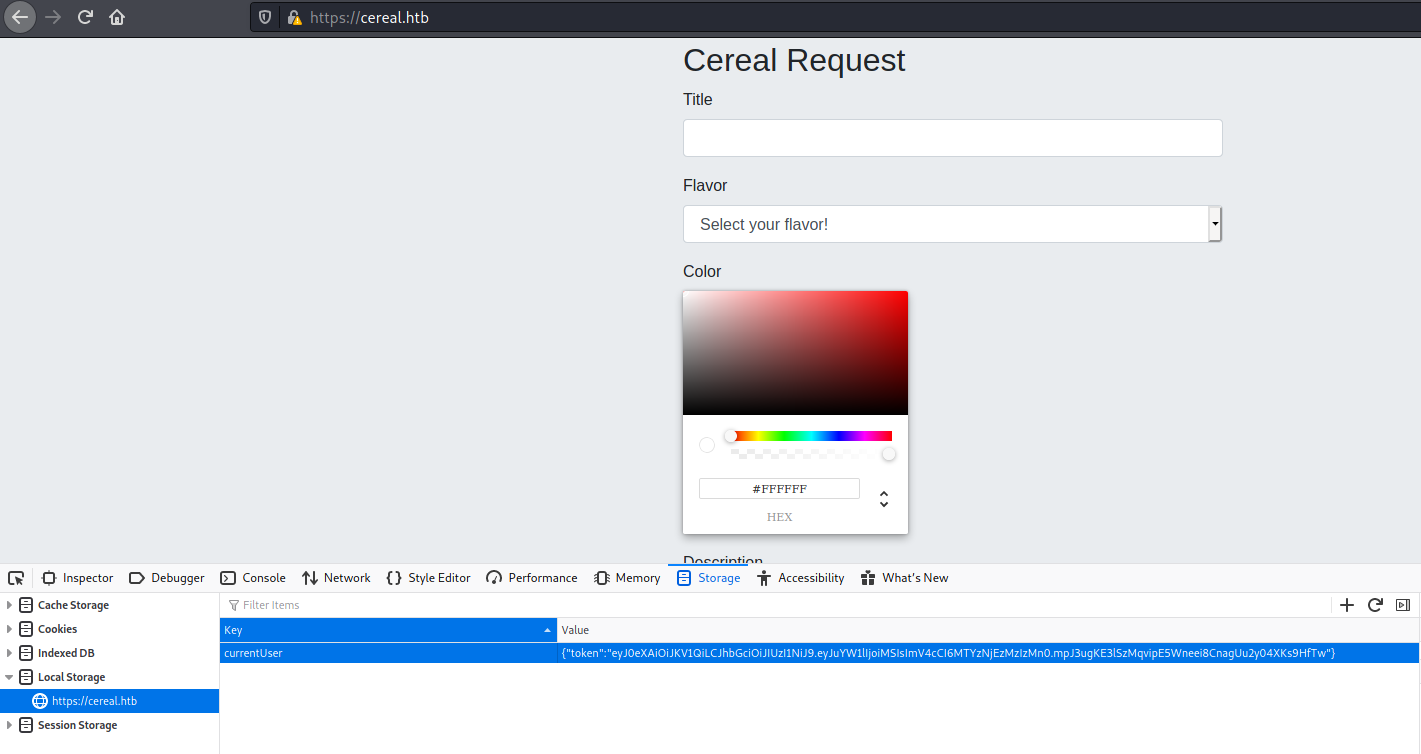 https://cereal.htb
Cereal Request
Title
Flavor
Select your flavor!
Color
#FFFFFF
HEX
Description
Inspector Debugger Console Network Style Editor Performance Memory Storage Accessibility What's New
Cache Storage
Cookies
Indexed DB
Local Storage
https://cereal.htb
Session Storage
Filter Items
Key Value
currentUser {"token":"eyJ0eXAiOiJKV1QiLCJhbGciOiJIUzI1NiJ9.eyJuYW1lIjoiMSIsImV4cCI6MTYzNjEzMzIzMn0.mpJ3ugKE3lSzMqvipE5Wneei8CnagUu2y04XKs9HfTw"}